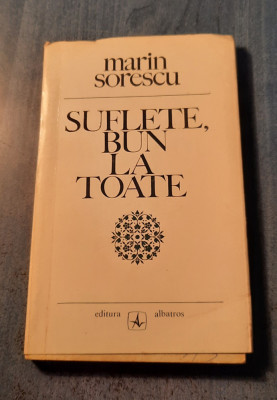 marin
sorescu
SUFLETE,
BUN
LA
TOATE
editura albatros